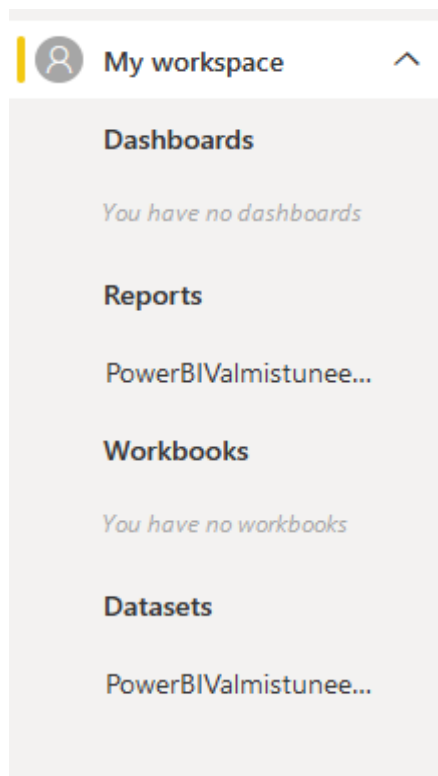 My workspace
Dashboards
You have no dashboards
Reports
PowerBIValmistunee...
Workbooks
You have no workbooks
Datasets
PowerBIValmistunee...